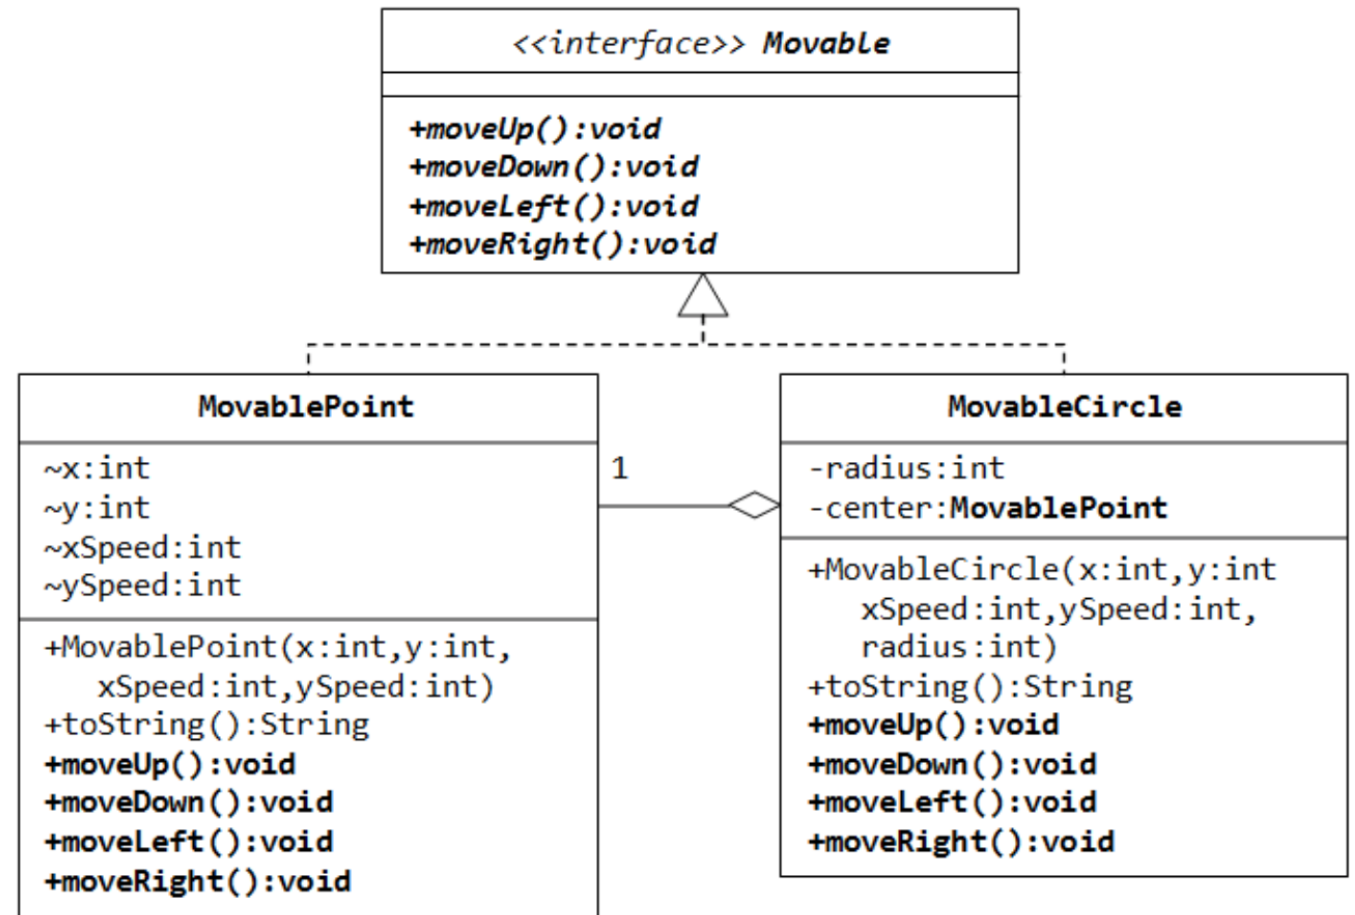 <<interface>> Movable
+moveUp():void
+moveDown():void
+moveLeft():void
+moveRight():void
MovablePoint
~x:int
~y:int
~xSpeed:int
~ySpeed:int
+MovablePoint(x:int,y:int,
xSpeed:int,ySpeed:int)
+toString():String
+moveUp():void
+moveDown():void
+moveLeft():void
+moveRight():void
1
MovableCircle
-radius:int
-center:MovablePoint
+MovableCircle(x:int,y:int
xSpeed:int,ySpeed:int,
radius:int)
+toString():String
+moveUp():void
+moveDown():void
+moveLeft():void
+moveRight():void